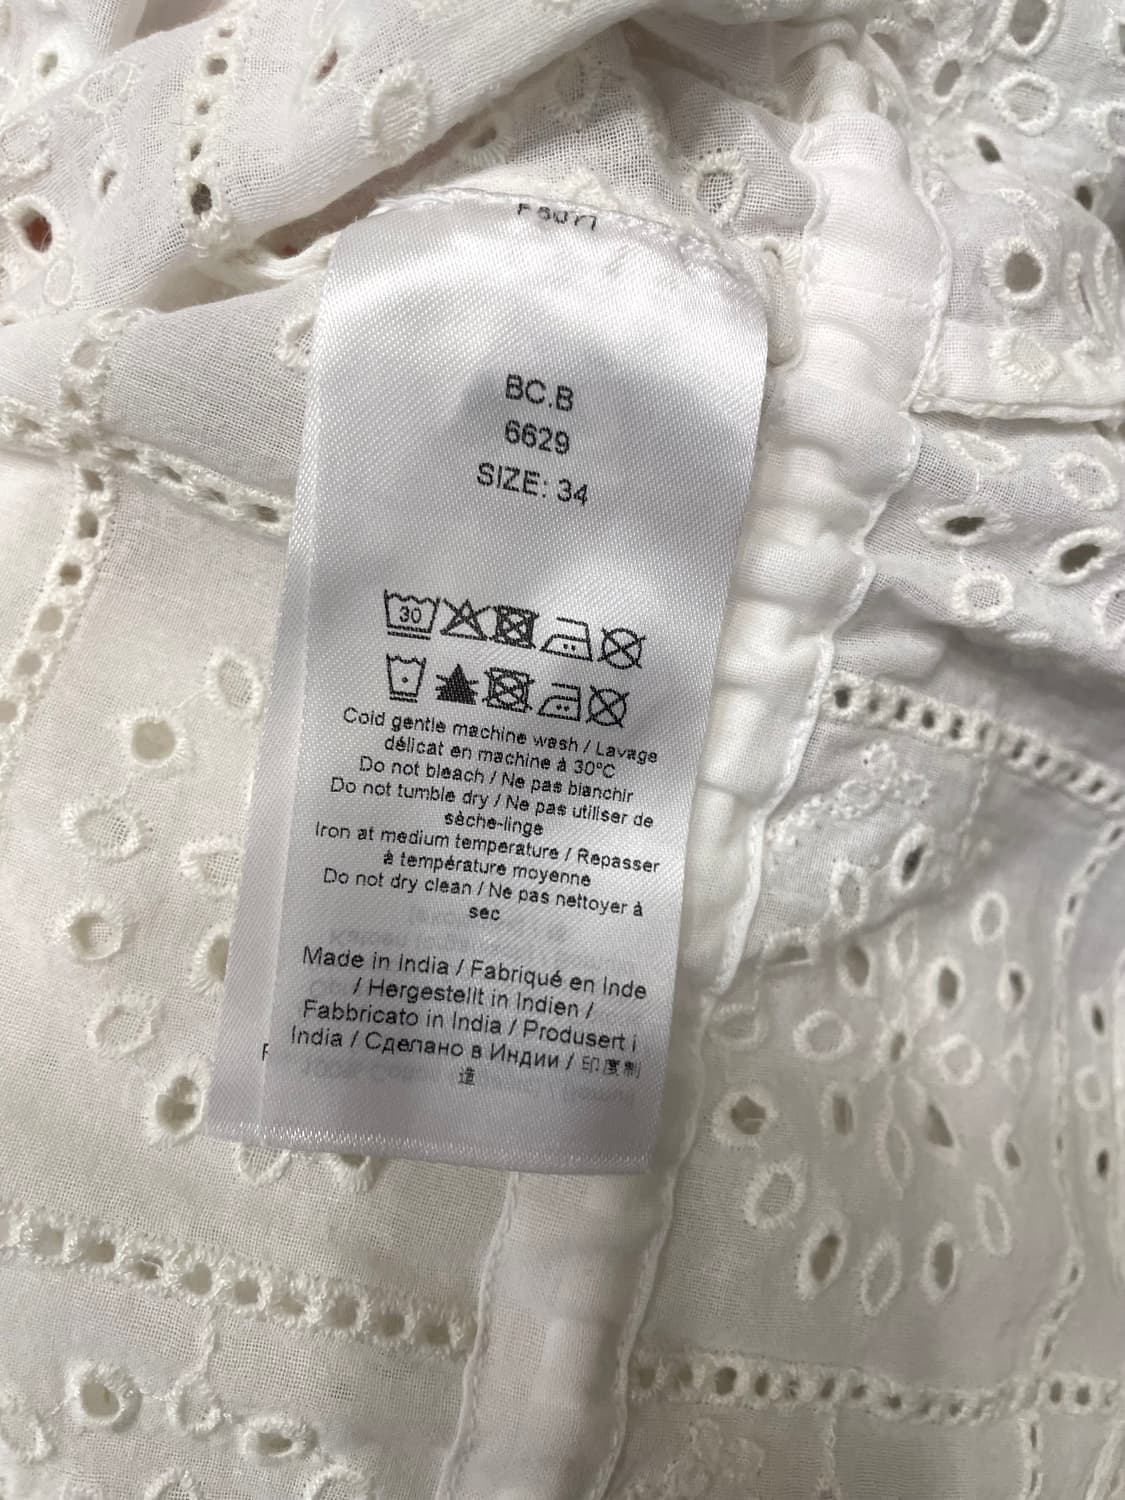 BC.B
6629
SIZE: 34
30
Cold gentle machine wash / Lavage
délicat en machine à 30°C
Do not bleach / Ne pas blanchir
Do not tumble dry / Ne pas utiliser de
sèche-linge
Iron at medium temperature / Repasser
à température moyenne
Do not dry clean / Ne pas nettoyer à
sec
Made in India / Fabriqué en Inde
/ Hergestellt in Indien /
Fabbricato in India / Produsert i
India / Сделано в Индии / 印度制
造